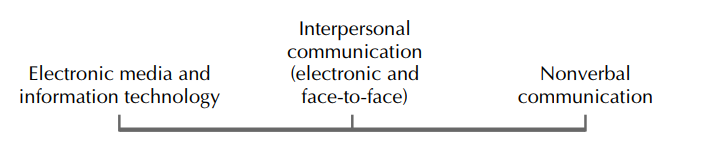 Electronic media and
information technology
Interpersonal
communication
(electronic and
face-to-face)
Nonverbal
communication